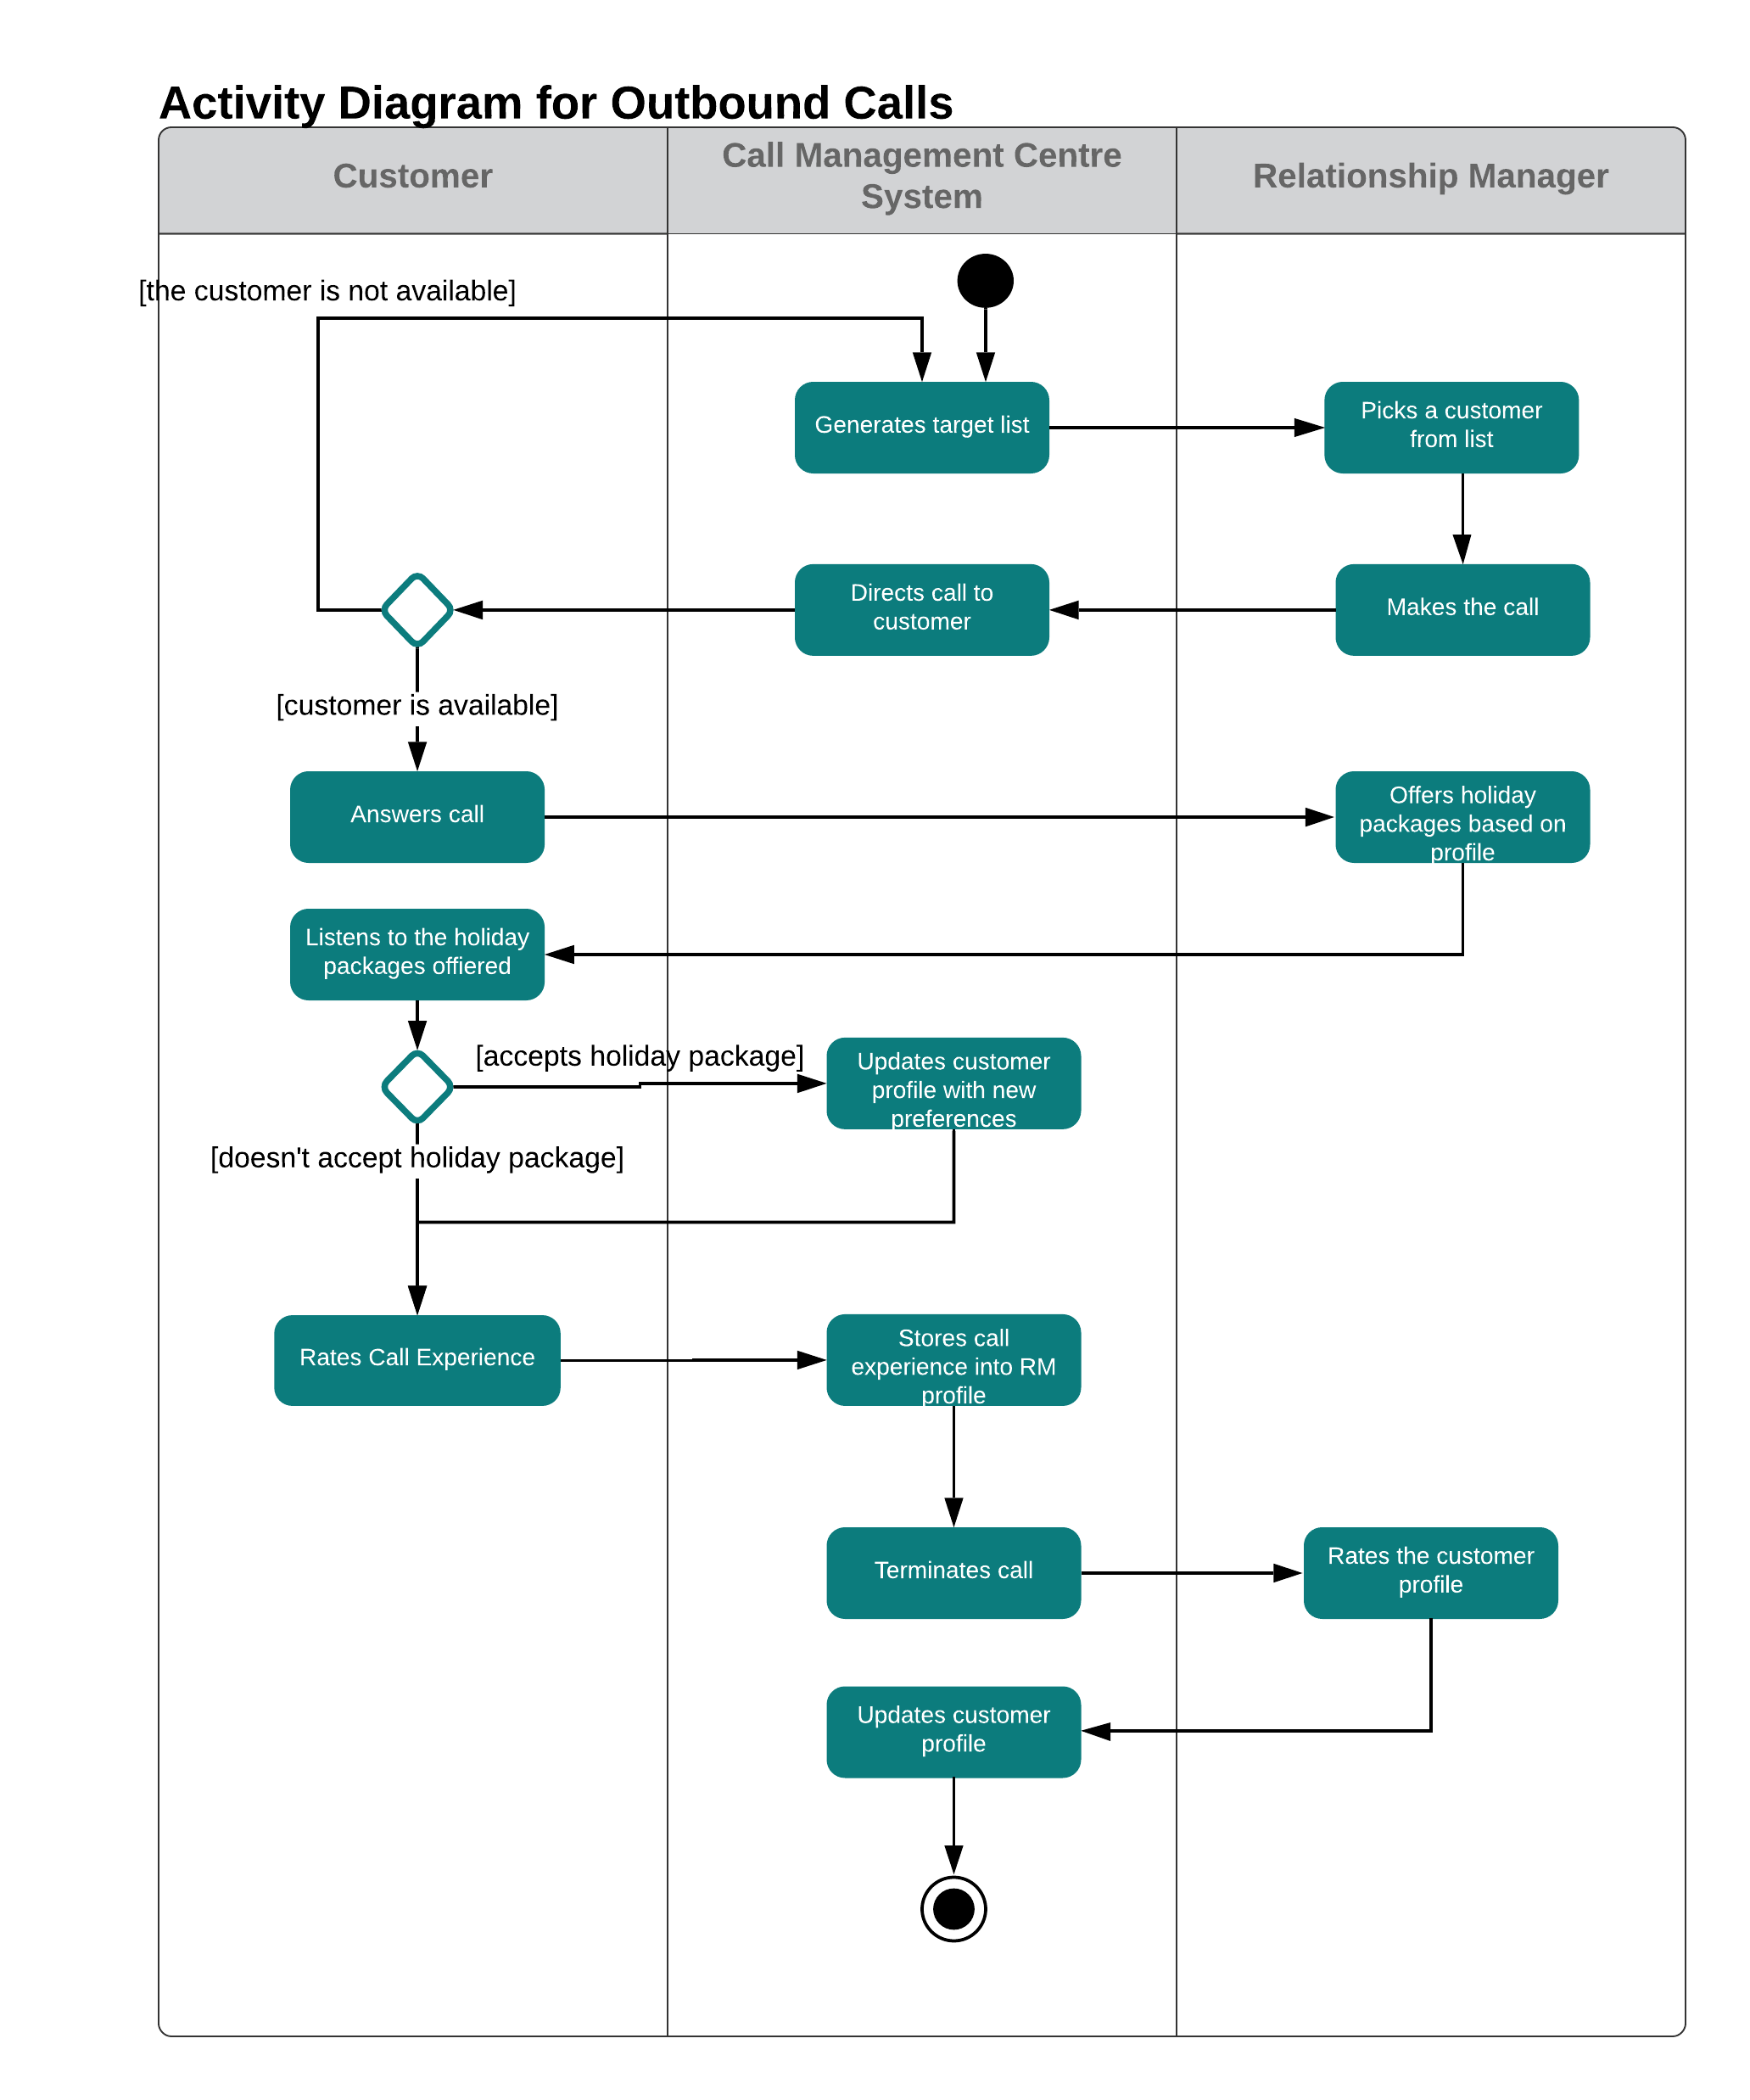 Activity Diagram for Outbound Calls
Customer
Call Management Centre
System
Relationship Manager
[the customer is not available]
Generates target list
Picks a customer
from list
Directs call to
customer
Makes the call
[customer is available]
Answers call
Offers holiday
packages based on
profile
Listens to the holiday
packages offiered
[accepts holiday package]
Updates customer
profile with new
preferences
[doesn't accept holiday package]
Rates Call Experience
Stores call
experience into RM
profile
Terminates call
Rates the customer
profile
Updates customer
profile